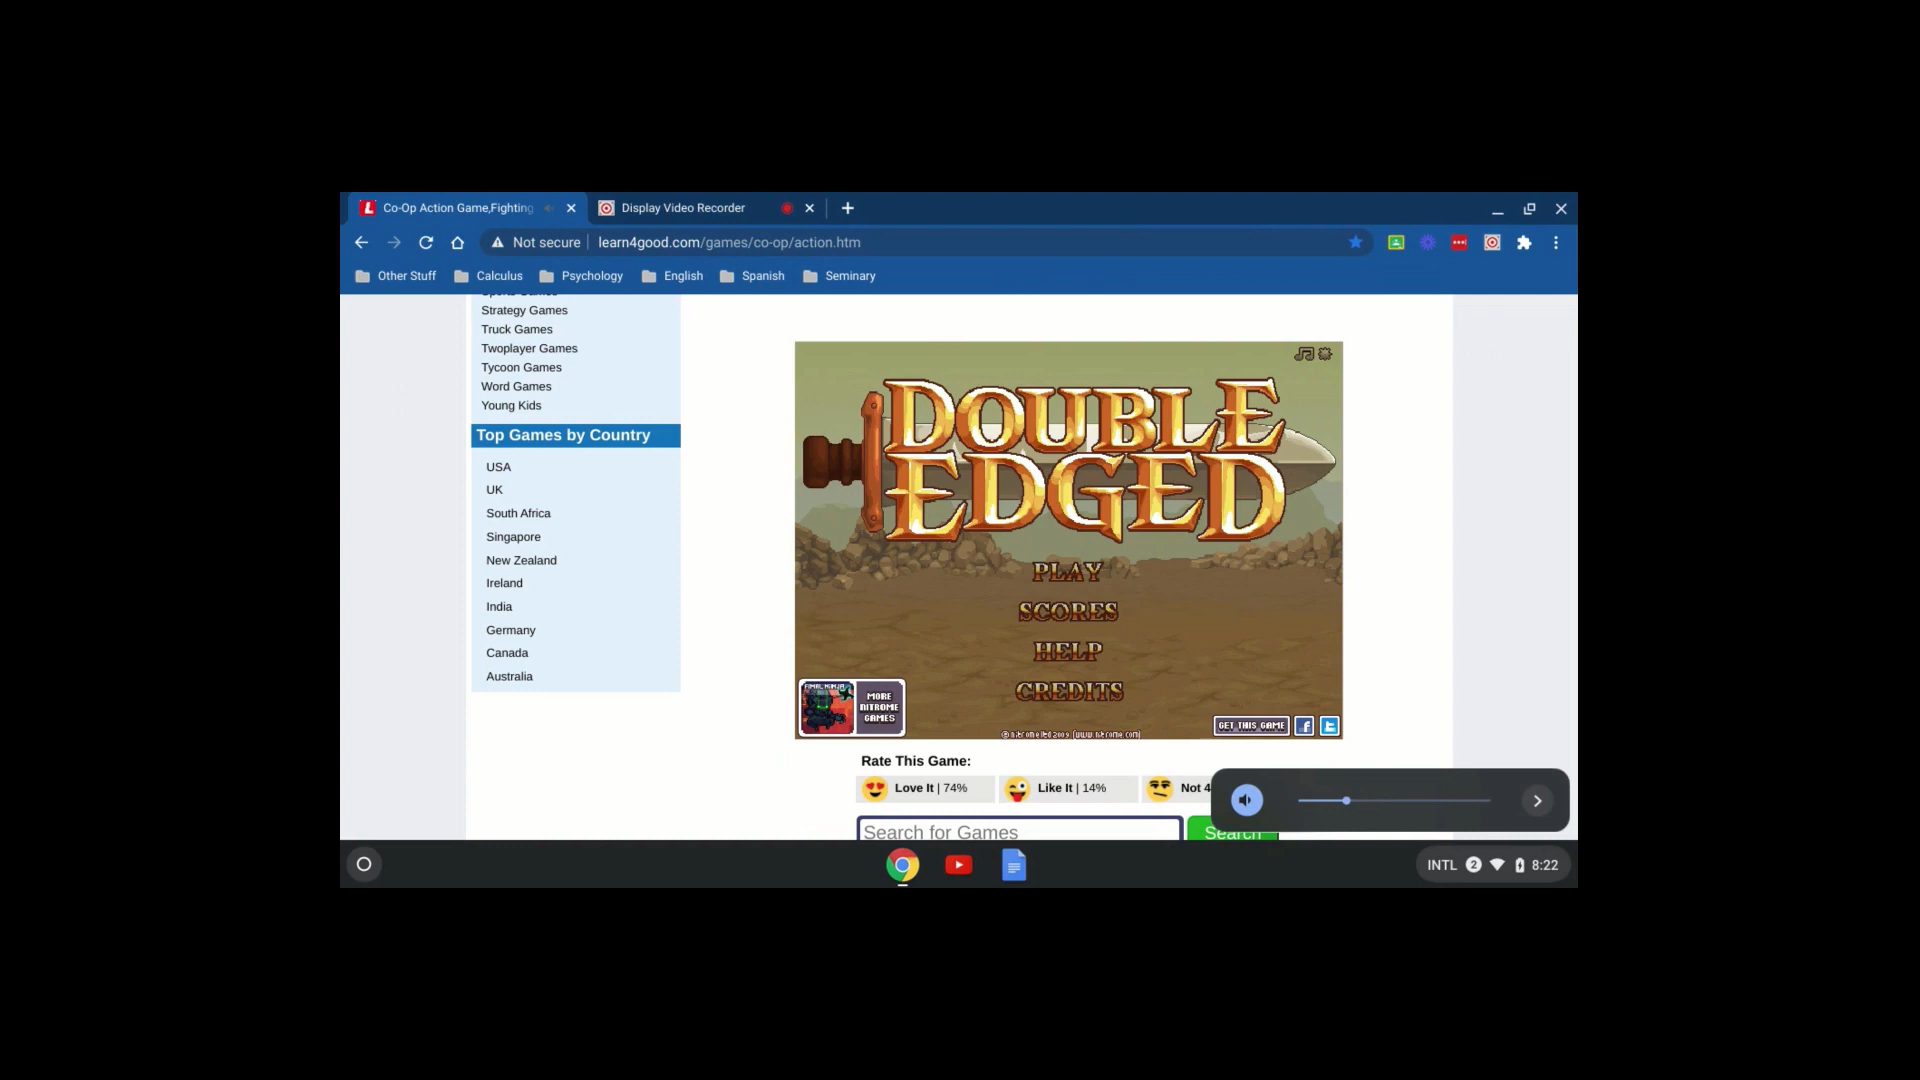 Co-Op Action Game,Fighting
Display Video Recorder
Not secure
learn4good.com/games/co-op/action.htm
Other Stuff
Calculus
Psychology
English
Spanish
Seminary
Strategy Games
Truck Games
Twoplayer Games
Tycoon Games
Word Games
Young Kids
Top Games by Country
USA
UK
South Africa
Singapore
New Zealand
Ireland
India
Germany
Canada
Australia
DOUBLE
EDGED
PLAY
SCORES
HELP
CREDITS
MORE
NITROME
GAMES
GET THIS GAME
Rate This Game:
Love It | 74%
Like It | 14%
Not 4
Search for Games
Search
INTL
2
8:22